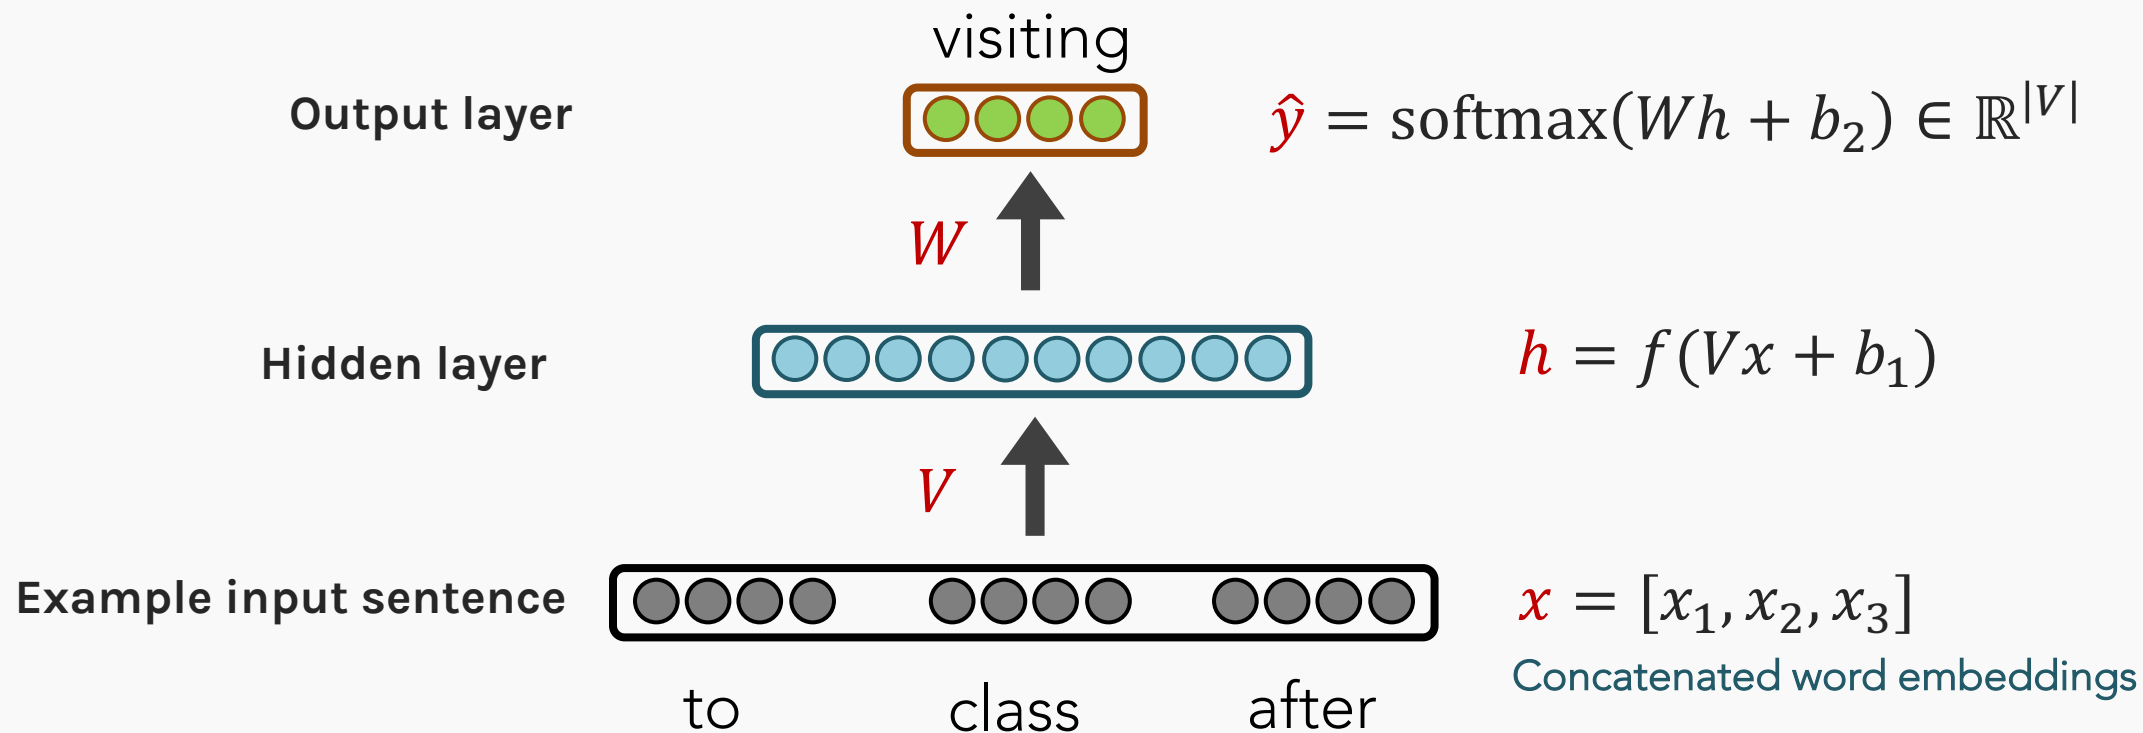 visiting
Output layer
ŷ = softmax(Wh + b₂) ∈ ℝ^|V|
W
Hidden layer
h = f(Vx + b₁)
V
Example input sentence
x = [x₁, x₂, x₃]
Concatenated word embeddings
to class after